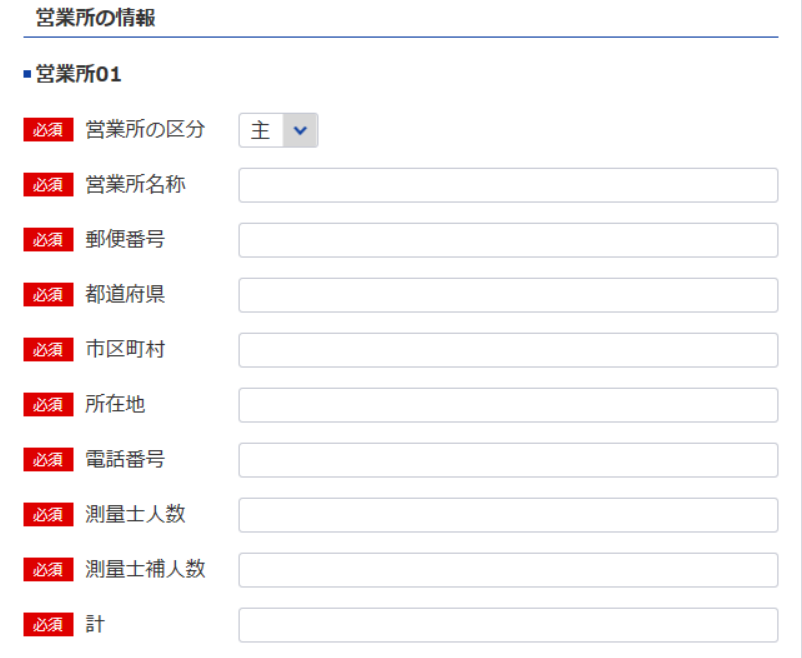 営業所の情報
営業所01
必須 営業所の区分 主
必須 営業所名称
必須 郵便番号
必須 都道府県
必須 市区町村
必須 所在地
必須 電話番号
必須 測量士人数
必須 測量士補人数
必須 計